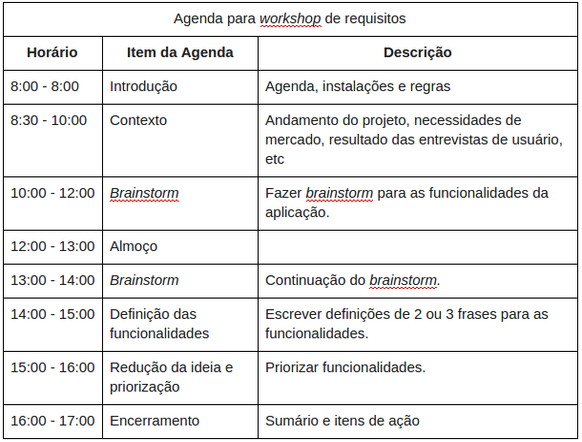 Agenda para workshop de requisitos
Horário Item da Agenda Descrição
8:00 - 8:00 Introdução Agenda, instalações e regras
8:30 - 10:00 Contexto Andamento do projeto, necessidades de
mercado, resultado das entrevistas de usuário,
etc
10:00 - 12:00 Brainstorm Fazer brainstorm para as funcionalidades da
aplicação.
12:00 - 13:00 Almoço
13:00 - 14:00 Brainstorm Continuação do brainstorm.
14:00 - 15:00 Definição das Escrever definições de 2 ou 3 frases para as
funcionalidades funcionalidades.
15:00 - 16:00 Redução da ideia e Priorizar funcionalidades.
priorização
16:00 - 17:00 Encerramento Sumário e itens de ação